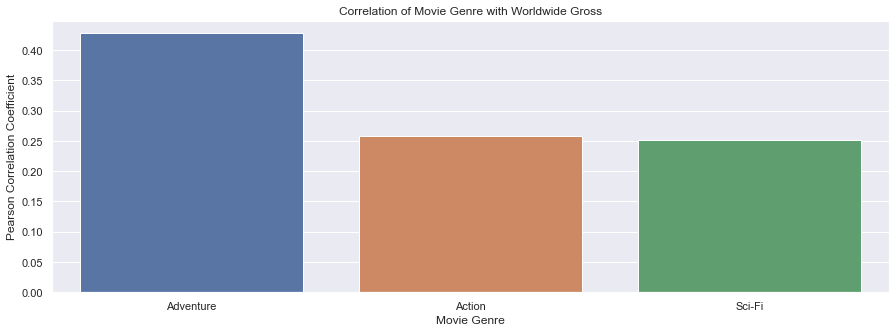 Correlation of Movie Genre with Worldwide Gross
Pearson Correlation Coefficient
0.40
0.35
0.30
0.25
0.20
0.15
0.10
0.05
0.00
Adventure
Action
Sci-Fi
Movie Genre